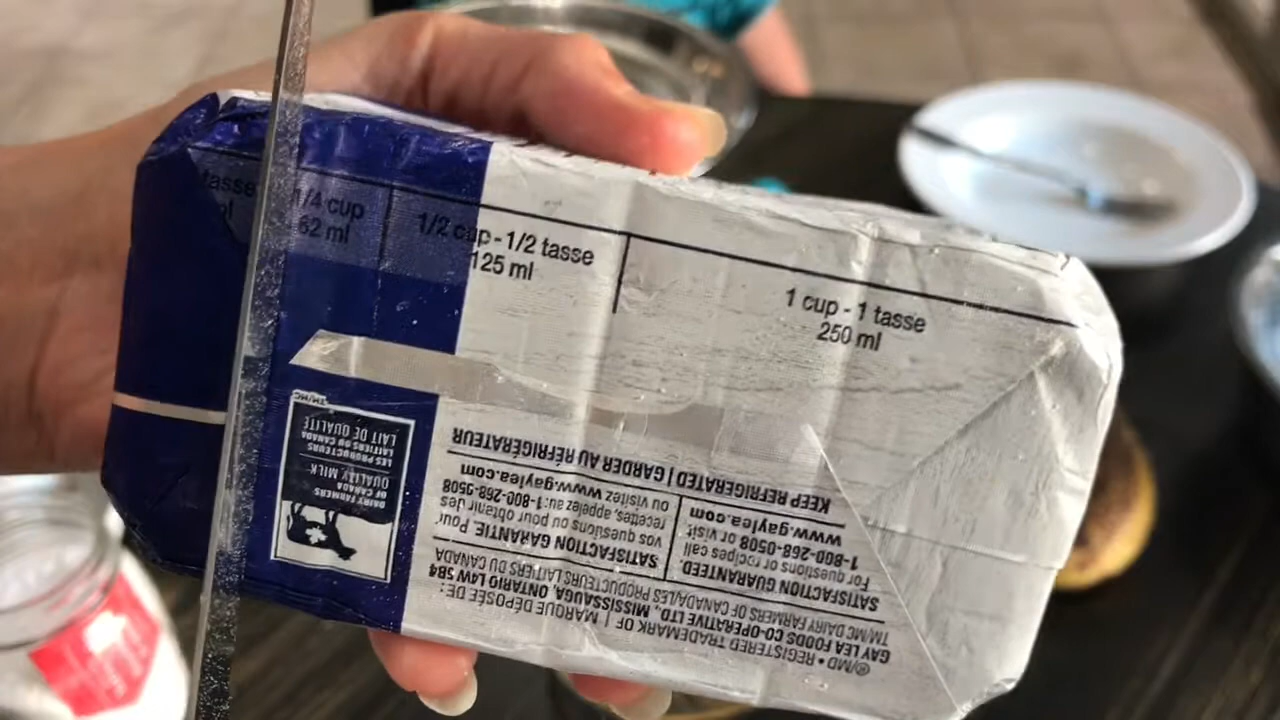 tasse
1/4 cup
62 ml
1/2 cup - 1/2 tasse
125 ml
1 cup - 1 tasse
250 ml
®/MD • REGISTERED TRADEMARK OF | MARQUE DÉPOSÉE DE:
GAY LEA FOODS CO-OPERATIVE LTD., MISSISSAUGA, ONTARIO L4W 5B4
TM/MC DAIRY FARMERS OF CANADA/LES PRODUCTEURS LAITIERS DU CANADA
SATISFACTION GUARANTEED.
For questions or recipes call
1-800-268-0508 or visit
www.gaylea.com
SATISFACTION GARANTIE Pour
vos questions ou pour obtenir des
recettes, appelez au:1-800-268-0508
ou visitez www.gaylea.com
KEEP REFRIGERATED | GARDER AU RÉFRIGÉRATEUR
DAIRY FARMERS
OF CANADA
QUALITY MILK
LES PRODUCTEURS
LAITIERS DU CANADA
LAIT DE QUALITÉ
TM/MC